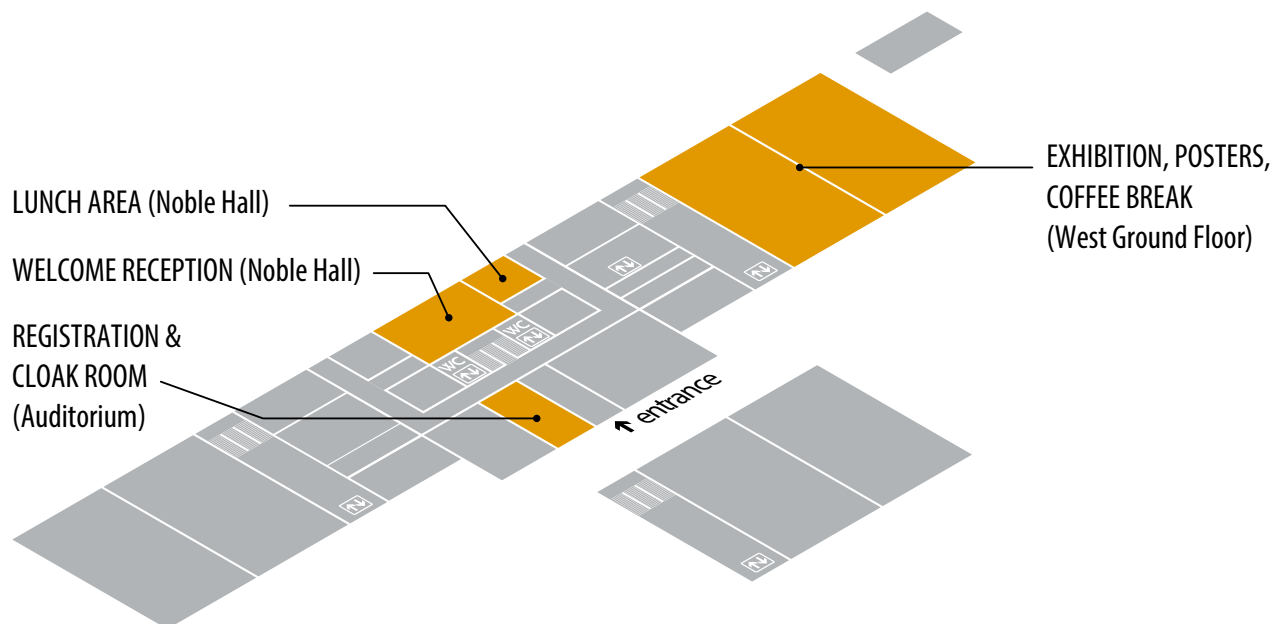 EXHIBITION, POSTERS,
COFFEE BREAK
(West Ground Floor)
LUNCH AREA (Noble Hall)
WELCOME RECEPTION (Noble Hall)
REGISTRATION &
CLOAK ROOM
(Auditorium)
WC
WC
entrance